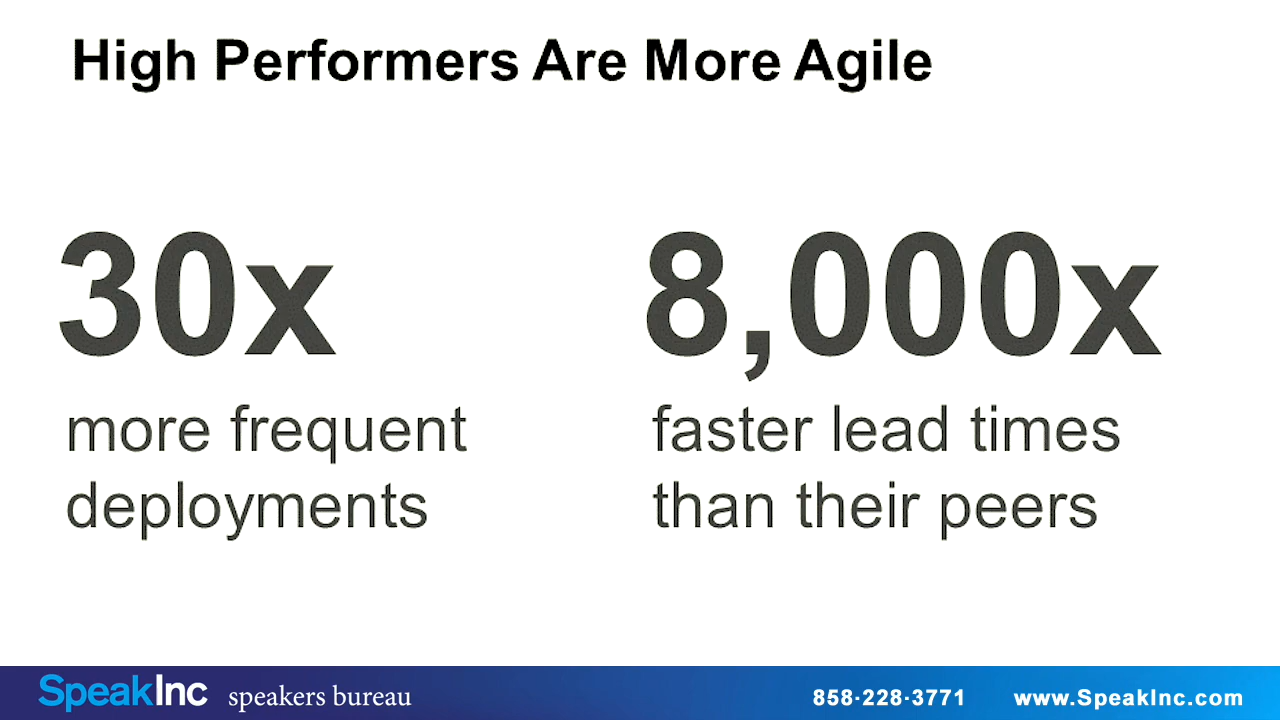 High Performers Are More Agile
30x
more frequent
deployments
8,000x
faster lead times
than their peers
SpeakInc speakers bureau 858·228·3771 www.SpeakInc.com